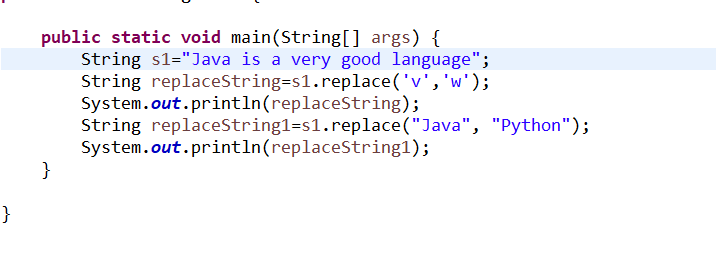 public static void main(String[] args) {
String s1="Java is a very good language";
String replaceString=s1.replace('v','w');
System.out.println(replaceString);
String replaceString1=s1.replace("Java", "Python");
System.out.println(replaceString1);
}
}